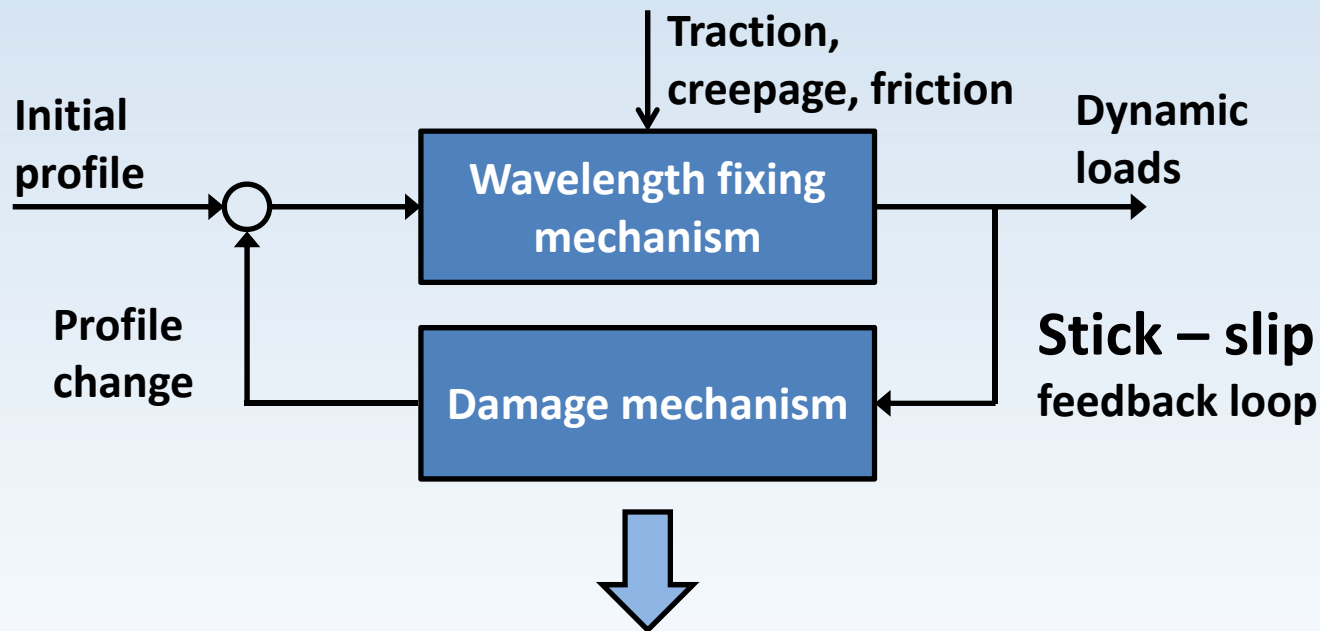 Traction,
creepage, friction
Initial
profile
Dynamic
loads
Wavelength fixing
mechanism
Profile
change
Stick – slip
feedback loop
Damage mechanism